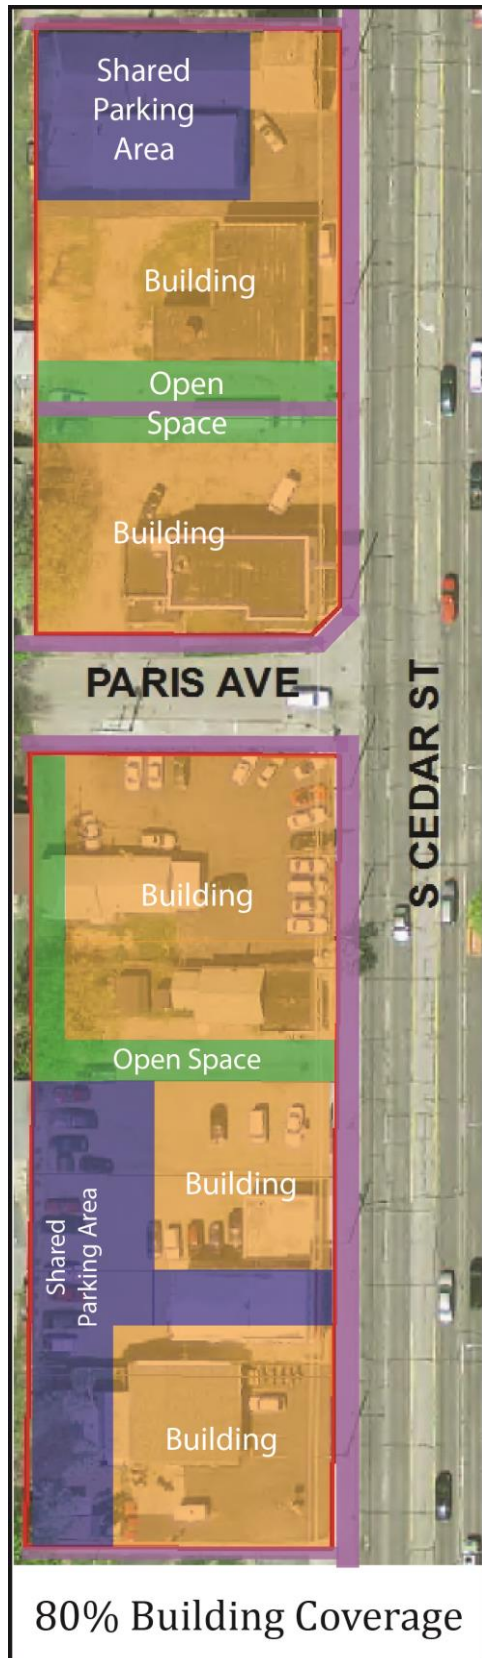 Shared
Parking
Area
Building
Open
Space
Building
PARIS AVE
S CEDAR ST
Building
Open Space
Building
Shared
Parking Area
Building
80% Building Coverage